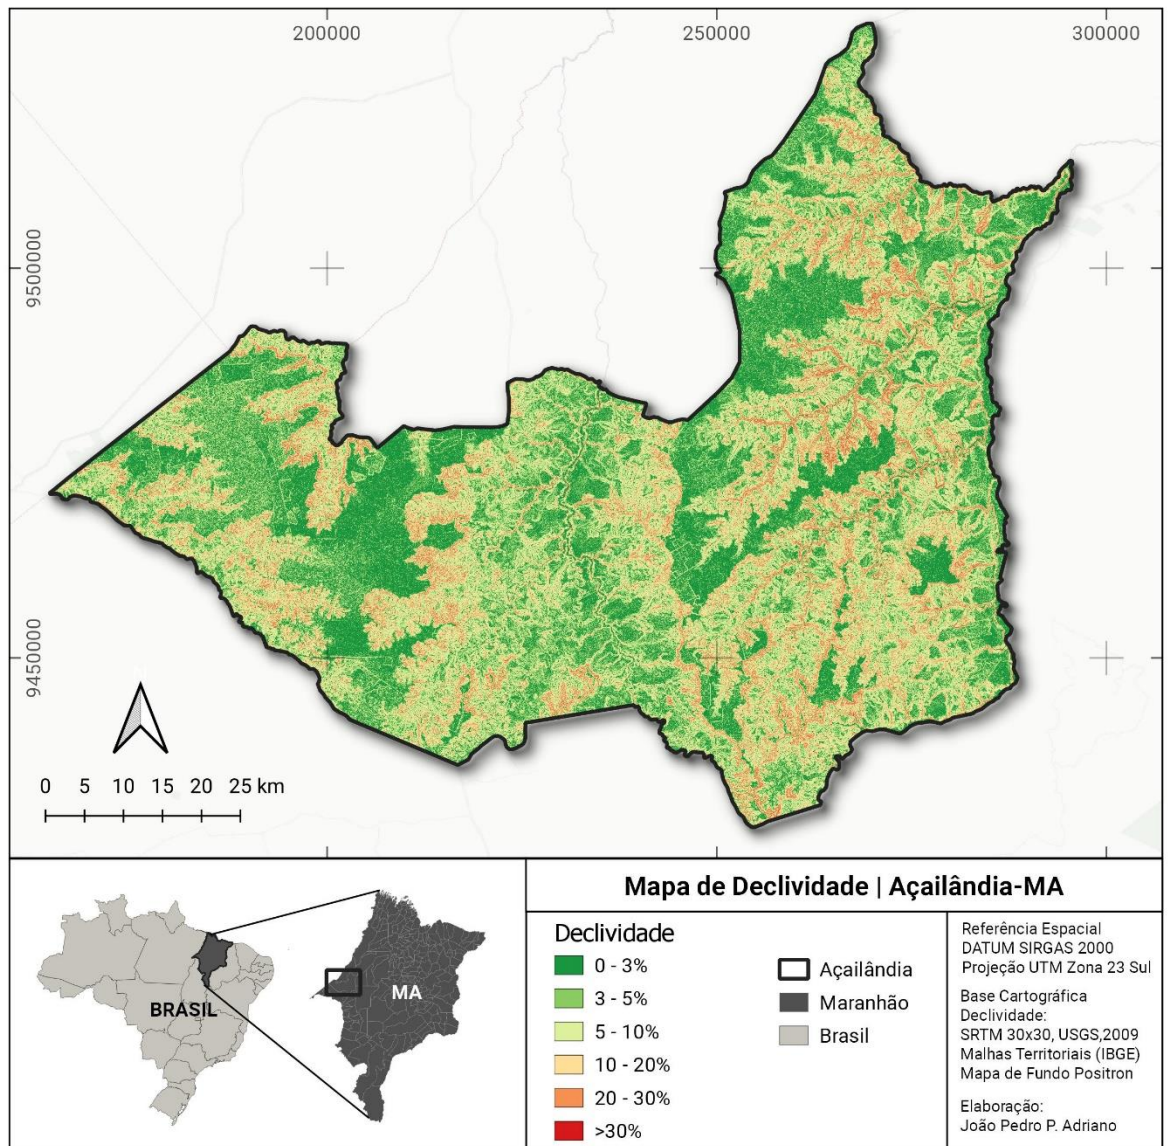 200000
250000
300000
9500000
9450000
0 5 10 15 20 25 km
BRASIL
MA
Mapa de Declividade | Açailândia-MA
Declividade
0 - 3%
3 - 5%
5 - 10%
10 - 20%
20 - 30%
>30%
Açailândia
Maranhão
Brasil
Referência Espacial
DATUM SIRGAS 2000
Projeção UTM Zona 23 Sul
Base Cartográfica
Declividade:
SRTM 30x30, USGS,2009
Malhas Territoriais (IBGE)
Mapa de Fundo Positron
Elaboração:
João Pedro P. Adriano